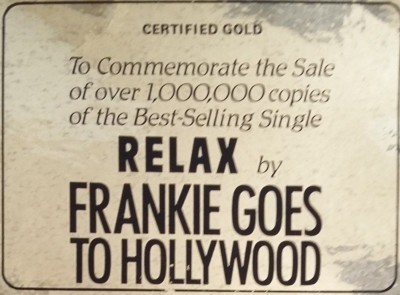 CERTIFIED GOLD
To Commemorate the Sale
of over 1,000,000 copies
of the Best-Selling Single
RELAX by
FRANKIE GOES
TO HOLLYWOOD